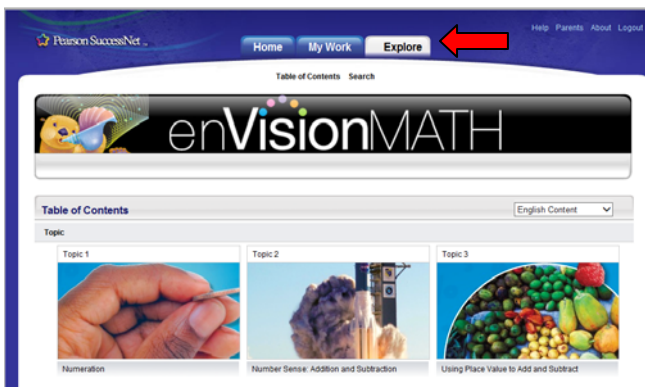 Help Parents About Logout
Pearson SuccessNet™
Home My Work Explore
Table of Contents Search
enVisionMATH
Table of Contents English Content
Topic
Topic 1 Topic 2 Topic 3
Numeration Number Sense: Addition and Subtraction Using Place Value to Add and Subtract